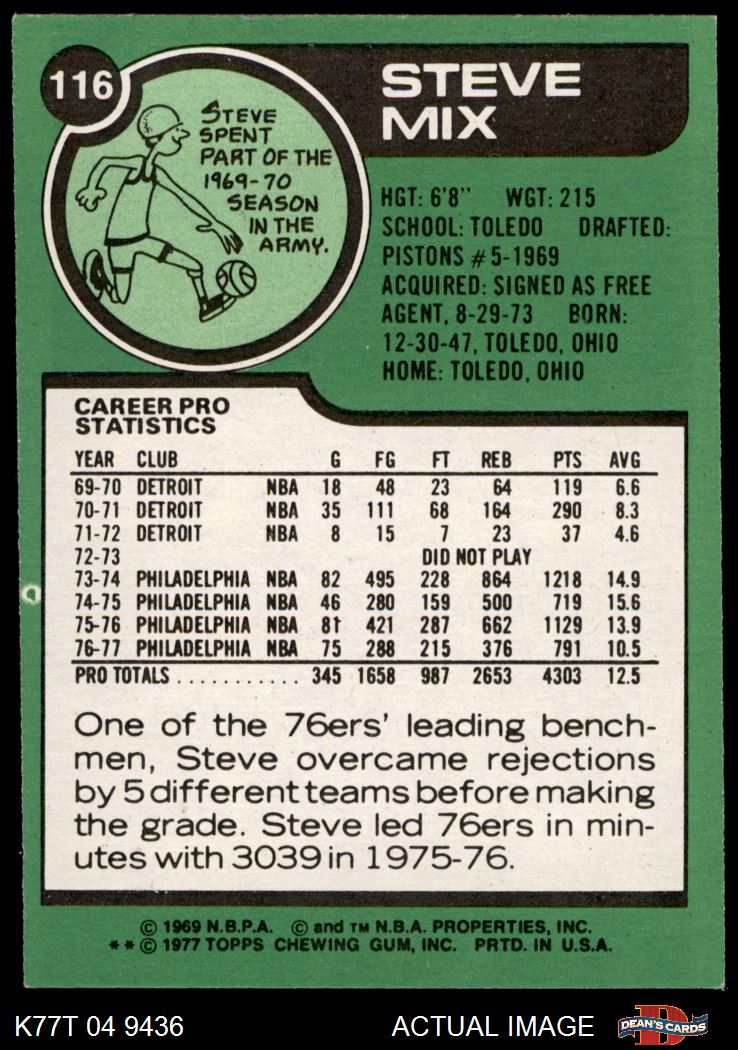 116
STEVE
SPENT
PART OF THE
1969-70
SEASON
IN THE
ARMY.
STEVE
MIX
HGT: 6'8" WGT: 215
SCHOOL: TOLEDO DRAFTED:
PISTONS #5-1969
ACQUIRED: SIGNED AS FREE
AGENT, 8-29-73 BORN:
12-30-47, TOLEDO, OHIO
HOME: TOLEDO, OHIO
CAREER PRO
STATISTICS
YEAR CLUB G FG FT REB PTS AVG
69-70 DETROIT NBA 18 48 23 64 119 6.6
70-71 DETROIT NBA 35 111 68 164 290 8.3
71-72 DETROIT NBA 8 15 7 23 37 4.6
72-73 DID NOT PLAY
73-74 PHILADELPHIA NBA 82 495 228 864 1218 14.9
74-75 PHILADELPHIA NBA 46 280 159 500 719 15.6
75-76 PHILADELPHIA NBA 81 421 287 662 1129 13.9
76-77 PHILADELPHIA NBA 75 288 215 376 791 10.5
PRO TOTALS ........... 345 1658 987 2653 4303 12.5
One of the 76ers' leading bench-
men, Steve overcame rejections
by 5 different teams before making
the grade. Steve led 76ers in min-
utes with 3039 in 1975-76.
© 1969 N.B.P.A. © and TM N.B.A. PROPERTIES, INC.
**© 1977 TOPPS CHEWING GUM, INC. PRTD. IN U.S.A.
K77T 04 9436 ACTUAL IMAGE D DEAN'S CARDS